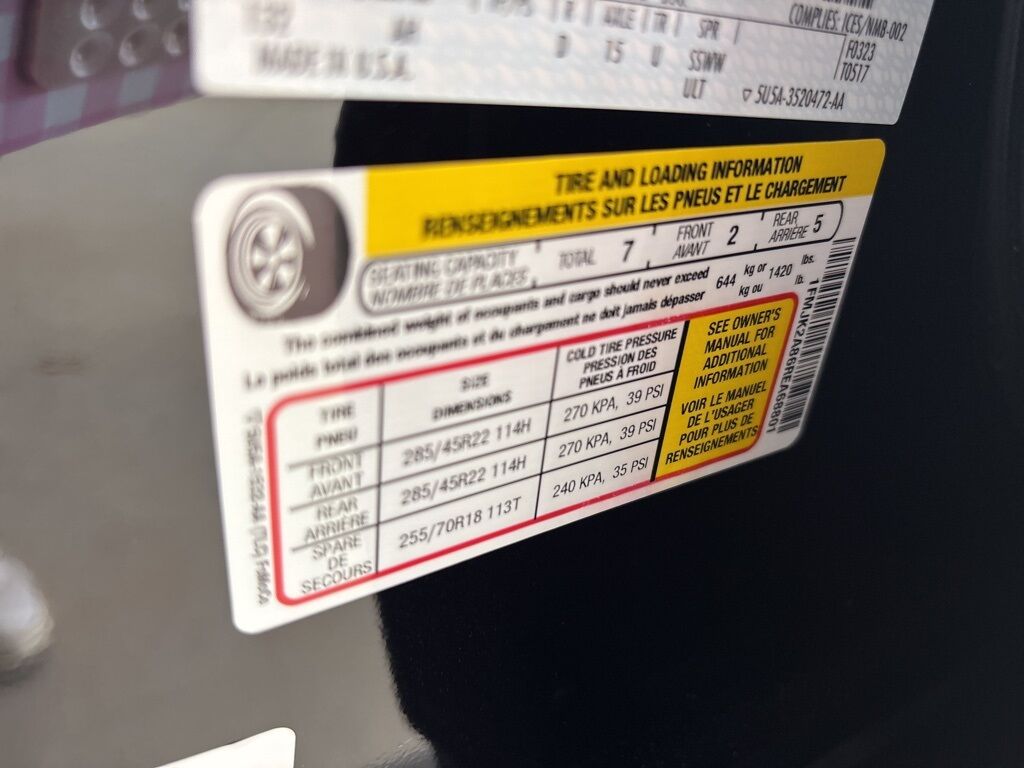 COMPLIES: ICES/NMB-002
AXLE TR SPR
D 15 U SSWW
F0323
MADE IN U.S.A.
ULT
T0517
▽ 5U5A-3520472-AA
TIRE AND LOADING INFORMATION
RENSEIGNEMENTS SUR LES PNEUS ET LE CHARGEMENT
SEATING CAPACITY TOTAL 7 FRONT 2 REAR 5
NOMBRE DE PLACES AVANT ARRIÈRE
The combined weight of occupants and cargo should never exceed 644 kg or 1420 lbs.
Le poids total des occupants et du chargement ne doit jamais dépasser kg ou lb.
TIRE SIZE COLD TIRE PRESSURE
PNEU DIMENSIONS PRESSION DES
PNEUS À FROID
FRONT 285/45R22 114H 270 KPA, 39 PSI
AVANT
REAR 285/45R22 114H 270 KPA, 39 PSI
ARRIÈRE
SPARE 255/70R18 113T 240 KPA, 35 PSI
DE
SECOURS
SEE OWNER'S
MANUAL FOR
ADDITIONAL
INFORMATION
VOIR LE MANUEL
DE L'USAGER
POUR PLUS DE
RENSEIGNEMENTS